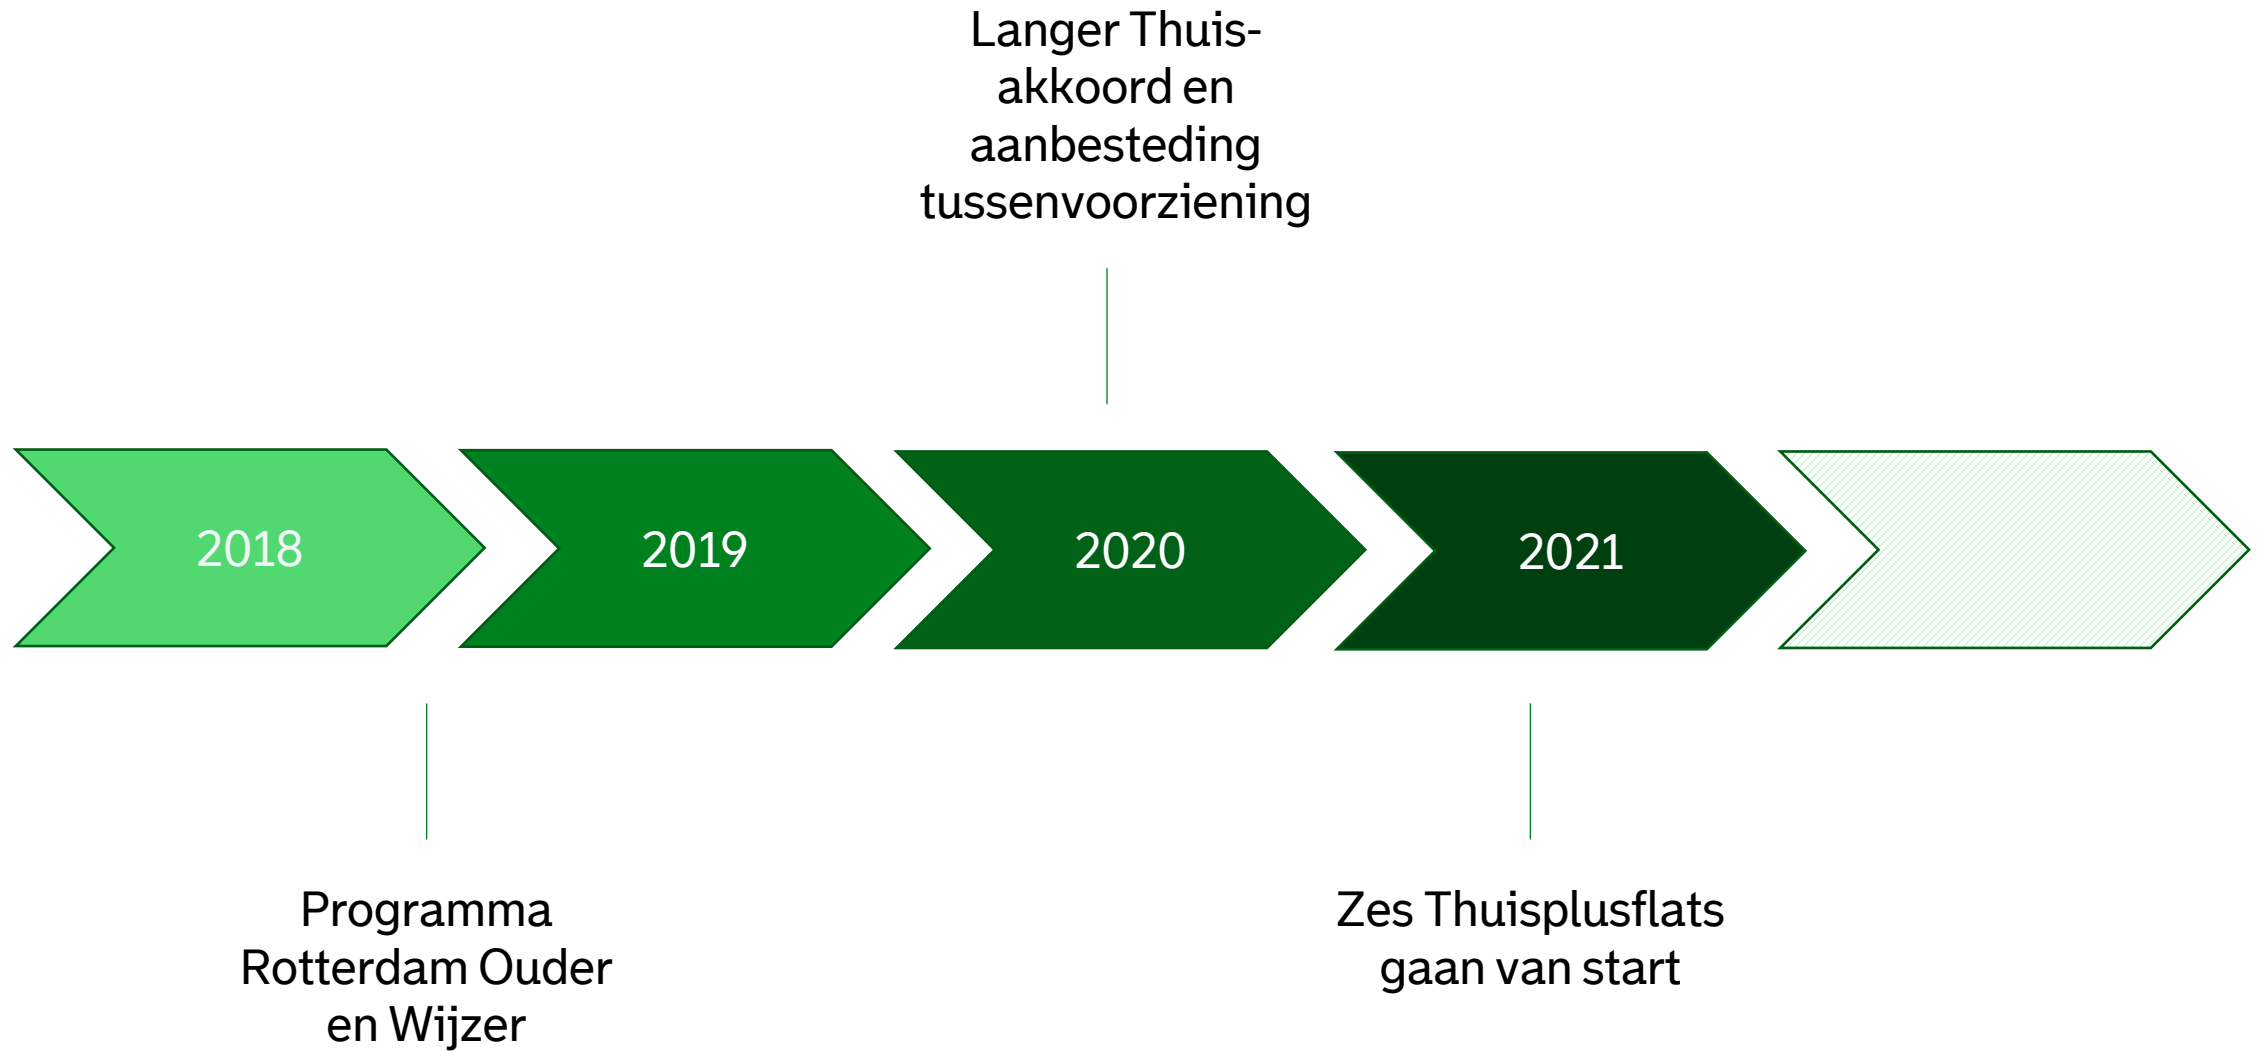 Langer Thuis-
akkoord en
aanbesteding
tussenvoorziening
2018
2019
2020
2021
Programma
Rotterdam Ouder
en Wijzer
Zes Thuisplusflats
gaan van start